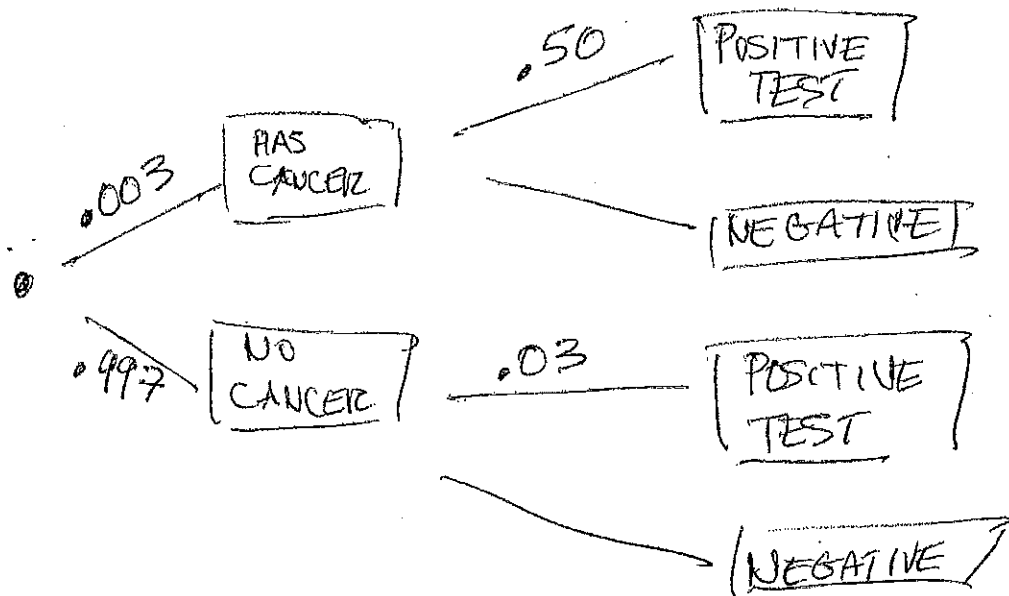 .50
POSITIVE
TEST
HAS
CANCER
.003
NEGATIVE
.997
NO
CANCER
.03
POSITIVE
TEST
NEGATIVE